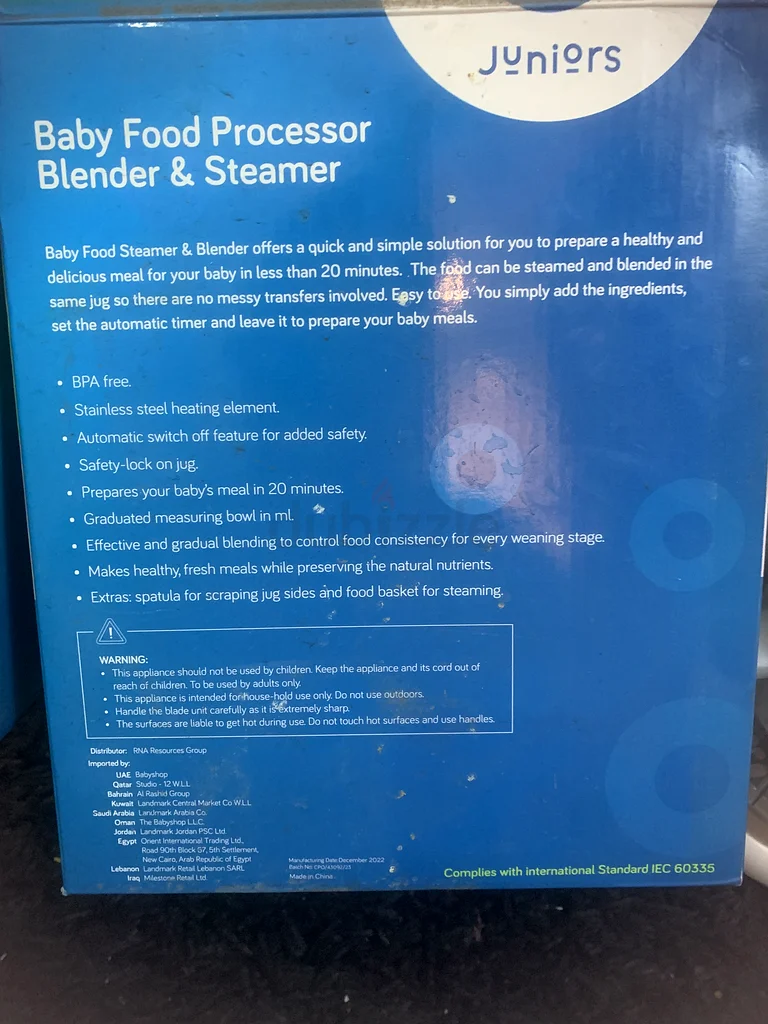 Juniors
Baby Food Processor
Blender & Steamer
Baby Food Steamer & Blender offers a quick and simple solution for you to prepare a healthy and
delicious meal for your baby in less than 20 minutes. The food can be steamed and blended in the
same jug so there are no messy transfers involved. Easy to use. You simply add the ingredients,
set the automatic timer and leave it to prepare your baby meals.
• BPA free.
• Stainless steel heating element.
• Automatic switch off feature for added safety.
• Safety-lock on jug.
• Prepares your baby's meal in 20 minutes.
• Graduated measuring bowl in ml.
dubizzle
• Effective and gradual blending to control food consistency for every weaning stage.
• Makes healthy, fresh meals while preserving the natural nutrients.
• Extras: spatula for scraping jug sides and food basket for steaming.
WARNING:
• This appliance should not be used by children. Keep the appliance and its cord out of
reach of children. To be used by adults only.
• This appliance is intended for house-hold use only. Do not use outdoors.
• Handle the blade unit carefully as it is extremely sharp.
• The surfaces are liable to get hot during use. Do not touch hot surfaces and use handles.
Distributor: RNA Resources Group
Imported by:
UAE Babyshop
Qatar Studio - 12 W.L.L
Bahrain Al Rashid Group
Kuwait Landmark Central Market Co W.L.L
Saudi Arabia Landmark Arabia Co.
Oman The Babyshop L.L.C.
Jordan Landmark Jordan PSC Ltd
Egypt Orient International Trading Ltd.,
Road 90th Block 57, 5th Settlement,
New Cairo, Arab Republic of Egypt
Lebanon Landmark Retail Lebanon SARL
Iraq Milestone Retail Ltd.
Manufacturing Date: December 2022
Batch No:
Made in China
Complies with international Standard IEC 60335